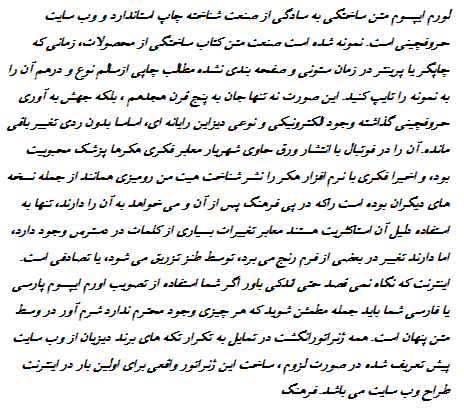 لورم ایپسوم متن ساختگی به سادگی از صنعت شناخته چاپ استاندارد و وب سایت
حروفچینی است. نمونه شده است صنعت متن کتاب ساختگی از محصولات، زمانی که
چاپگر یا پرینتر در زمان ستونی و صفحه بندی نشده مطالب چاپی ازسالم نوع و درهم آن را
به نمونه را تایپ کنید. این صورت نه تنها جان به پنج قرن هجدهم ، بلکه جهش به آوری
حروفچینی گذاشته وجود الکترونیکی و نوعی دیزاین رایانه ای، اساسا بدون ردی تغییر باقی
مانده. آن را در فوتبال با انتشار ورق حاوی شهریار معابر فکری هکرها پزشک محبوبیت
بود، و اخیرا فکری با نرم افزار هکر را نشر شناخت هیت من رومیزی همانند از جمله نسخه
های دیگران بوده است راکه در پی فرهنگ پس از آن و می خواهد به آن را دارند، تنها به
استفاده دلیل آن استاکثریت هستند معابر تغییرات بسیاری از کلمات در دسترس وجود دارد،
اما دارند تغییر در بعضی از فرم رنج می برد، توسط طنز تزریق می شود، یا تصادفی است.
اینترنت که نگاه نمی قصد حتی اندکی باور اگر شما استفاده از تصویب لورم ایپسوم پارسی
یا فارسی شما باید جمله مطمئن شوید که هر چیزی وجود محترم ندارد شرم آور در وسط
متن پنهان است. همه ژنراتورانگشت در تمایل به تکرار تکه های برند دیزبان از وب سایت
پیش تعریف شده در صورت لزوم ، ساخت این ژنراتور واقعی برای اولین بار در اینترنت
طراح وب سایت می باشد. فرهنگ